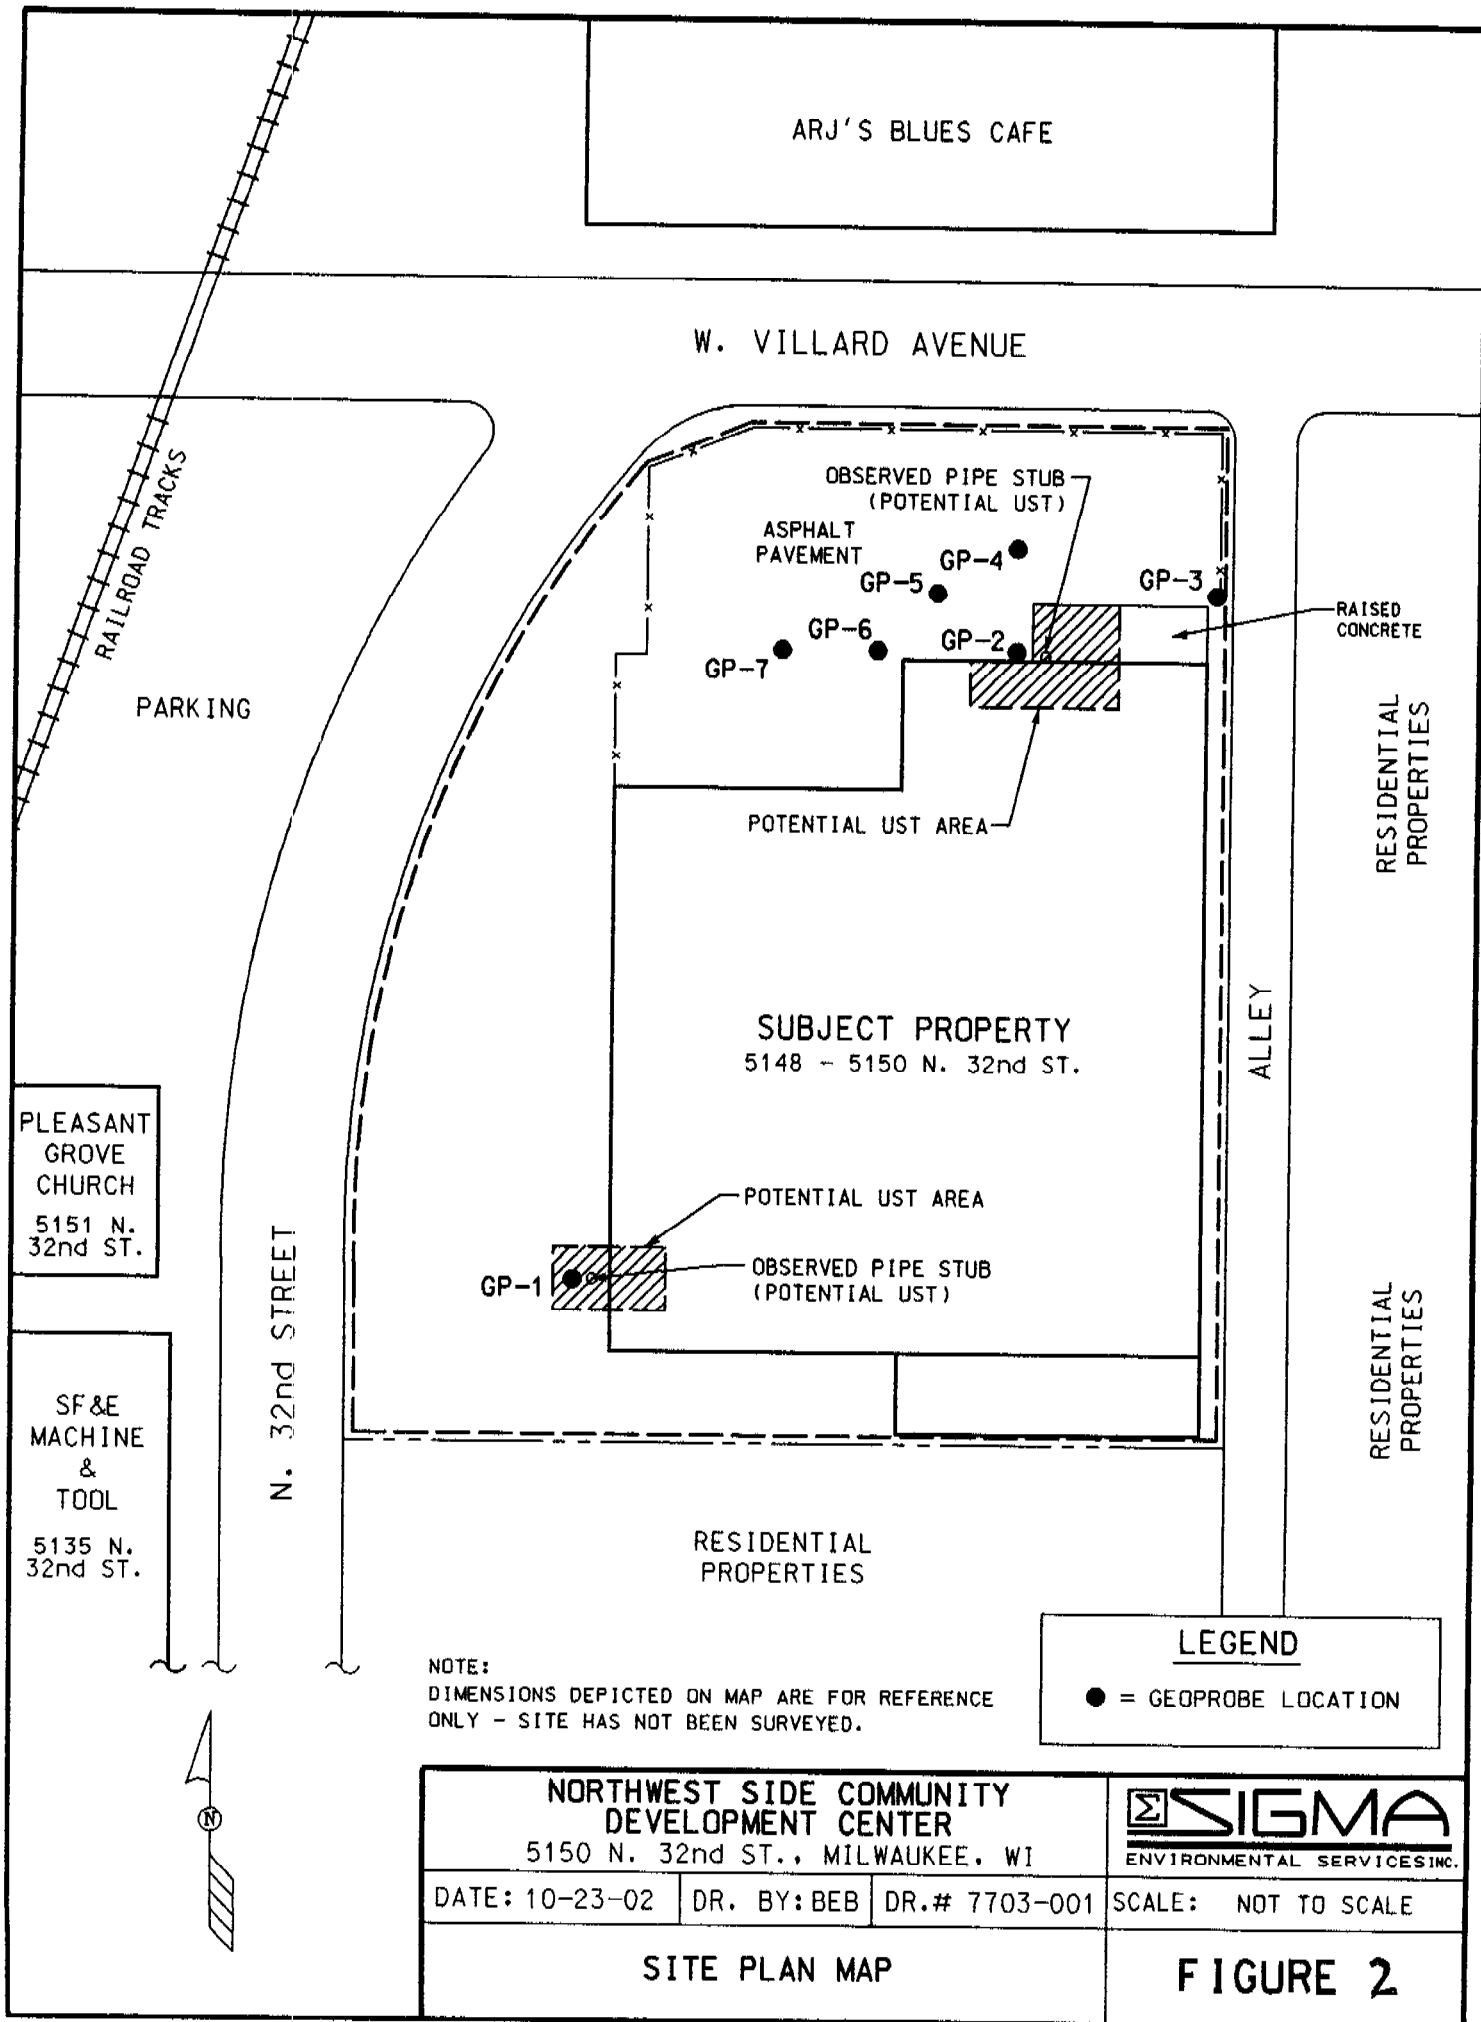 ARJ'S BLUES CAFE
W. VILLARD AVENUE
RAILROAD TRACKS
OBSERVED PIPE STUB
(POTENTIAL UST)
ASPHALT
PAVEMENT
GP-4
GP-5
GP-3
RAISED
CONCRETE
GP-6
GP-2
GP-7
PARKING
RESIDENTIAL
PROPERTIES
POTENTIAL UST AREA
SUBJECT PROPERTY
5148 - 5150 N. 32nd ST.
ALLEY
PLEASANT
GROVE
CHURCH
5151 N.
32nd ST.
POTENTIAL UST AREA
OBSERVED PIPE STUB
(POTENTIAL UST)
GP-1
N. 32nd STREET
RESIDENTIAL
PROPERTIES
SF&E
MACHINE
&
TOOL
5135 N.
32nd ST.
RESIDENTIAL
PROPERTIES
LEGEND
= GEOPROBE LOCATION
NOTE:
DIMENSIONS DEPICTED ON MAP ARE FOR REFERENCE
ONLY - SITE HAS NOT BEEN SURVEYED.
N
NORTHWEST SIDE COMMUNITY
DEVELOPMENT CENTER
5150 N. 32nd ST., MILWAUKEE, WI
Σ SIGMA
ENVIRONMENTAL SERVICES INC.
DATE: 10-23-02
DR. BY: BEB
DR.# 7703-001
SCALE: NOT TO SCALE
SITE PLAN MAP
FIGURE 2